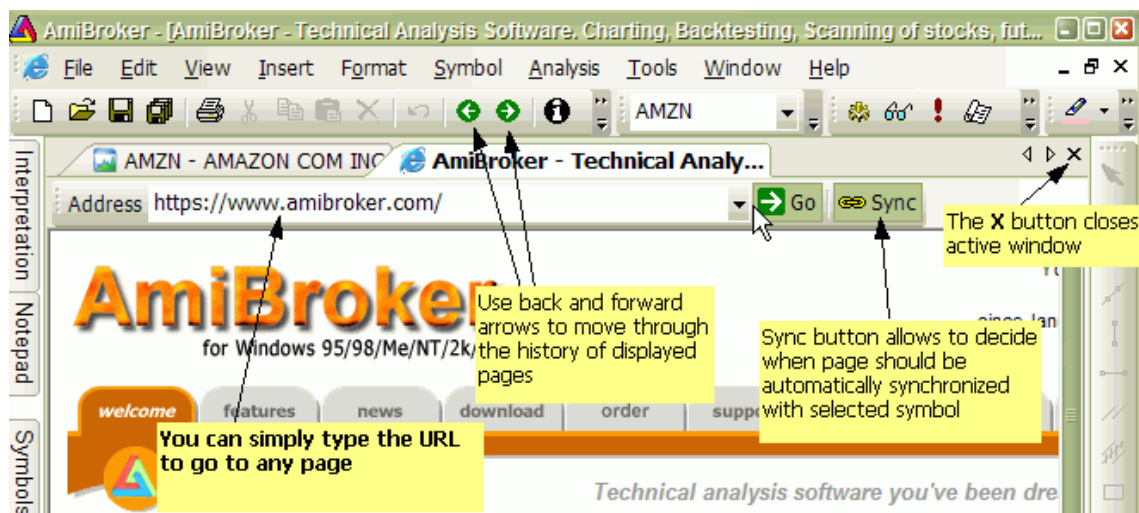 AmiBroker - [AmiBroker - Technical Analysis Software. Charting, Backtesting, Scanning of stocks, fut...
File Edit View Insert Format Symbol Analysis Tools Window Help
AMZN
AMZN - AMAZON COM INC AmiBroker - Technical Analy...
Address https://www.amibroker.com/ Go Sync
The X button closes
active window
Interpretation
Notepad
Symbols
AmiBroker
for Windows 95/98/Me/NT/2k/
Use back and forward
arrows to move through
the history of displayed
pages
Sync button allows to decide
when page should be
automatically synchronized
with selected symbol
welcome features news download order suppo
You can simply type the URL
to go to any page
Technical analysis software you've been dre